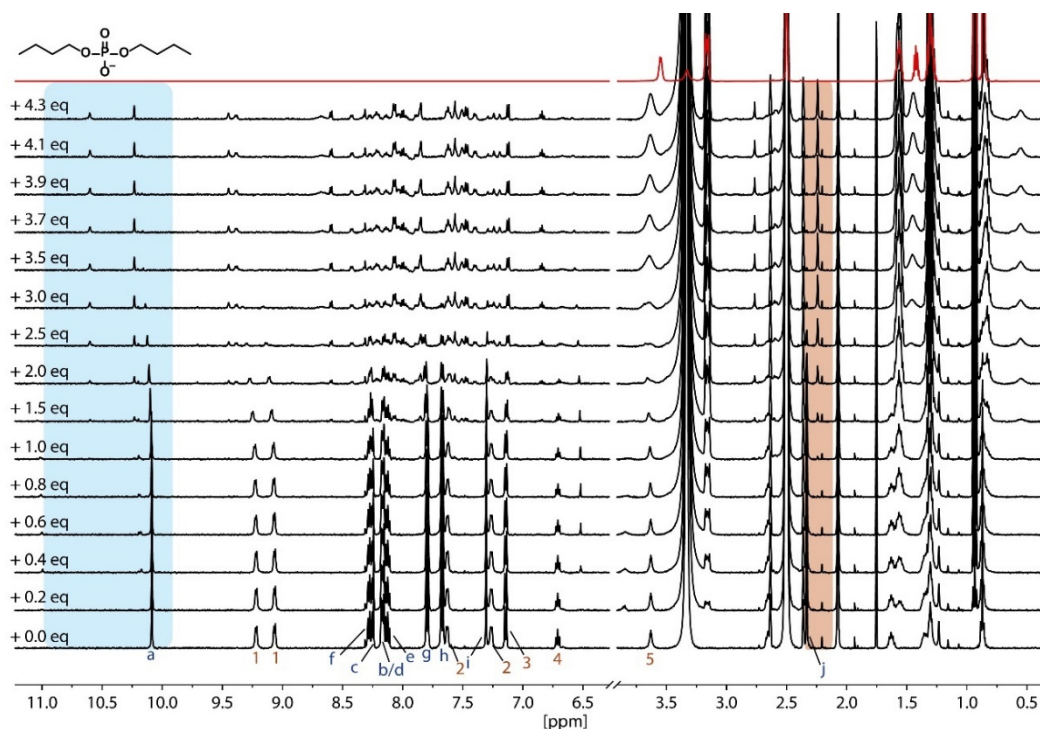 O
O P O
O⁻
+ 4.3 eq
+ 4.1 eq
+ 3.9 eq
+ 3.7 eq
+ 3.5 eq
+ 3.0 eq
+ 2.5 eq
+ 2.0 eq
+ 1.5 eq
+ 1.0 eq
+ 0.8 eq
+ 0.6 eq
+ 0.4 eq
+ 0.2 eq
+ 0.0 eq
a 1 1 f c b/d e g h 2 i 2 3 4 5 j
11.0 10.5 10.0 9.5 9.0 8.5 8.0 7.5 7.0 6.5 6.0 3.5 3.0 2.5 2.0 1.5 1.0 0.5
[ppm]